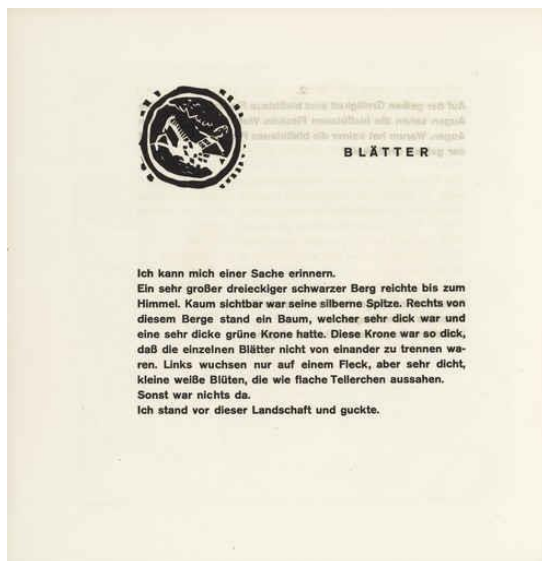 BLÄTTER
Ich kann mich einer Sache erinnern.
Ein sehr großer dreieckiger schwarzer Berg reichte bis zum
Himmel. Kaum sichtbar war seine silberne Spitze. Rechts von
diesem Berge stand ein Baum, welcher sehr dick war und
eine sehr dicke grüne Krone hatte. Diese Krone war so dick,
daß die einzelnen Blätter nicht von einander zu trennen wa-
ren. Links wuchsen nur auf einem Fleck, aber sehr dicht,
kleine weiße Blüten, die wie flache Tellerchen aussahen.
Sonst war nichts da.
Ich stand vor dieser Landschaft und guckte.